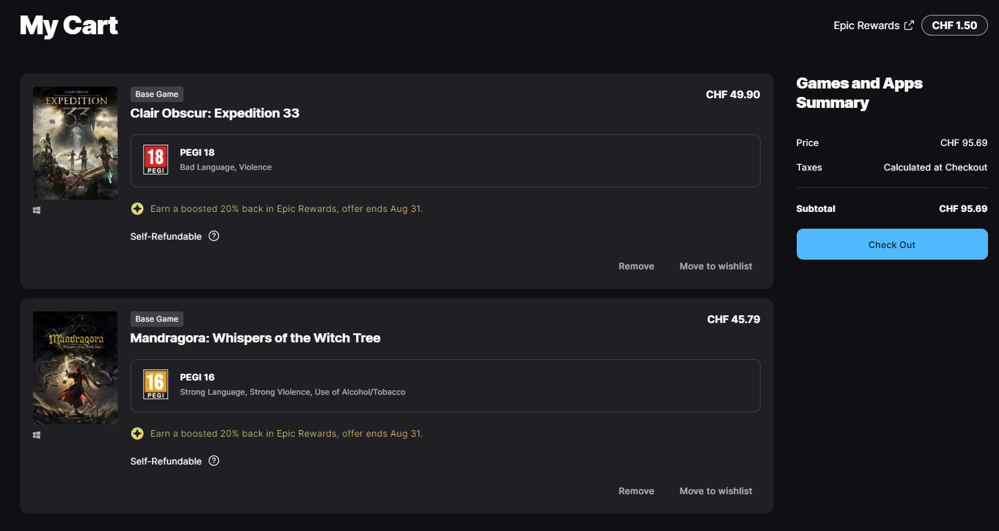 My Cart
Epic Rewards
CHF 1.50
CLAIR OBSCUR
EXPEDITION
33
Base Game
CHF 49.90
Clair Obscur: Expedition 33
18
PEGI
PEGI 18
Bad Language, Violence
Earn a boosted 20% back in Epic Rewards, offer ends Aug 31.
Self-Refundable
Remove
Move to wishlist
Mandragora
Whispers of the Witch Tree
Base Game
CHF 45.79
Mandragora: Whispers of the Witch Tree
16
PEGI
PEGI 16
Strong Language, Strong Violence, Use of Alcohol/Tobacco
Earn a boosted 20% back in Epic Rewards, offer ends Aug 31.
Self-Refundable
Remove
Move to wishlist
Games and Apps
Summary
Price
CHF 95.69
Taxes
Calculated at Checkout
Subtotal
CHF 95.69
Check Out